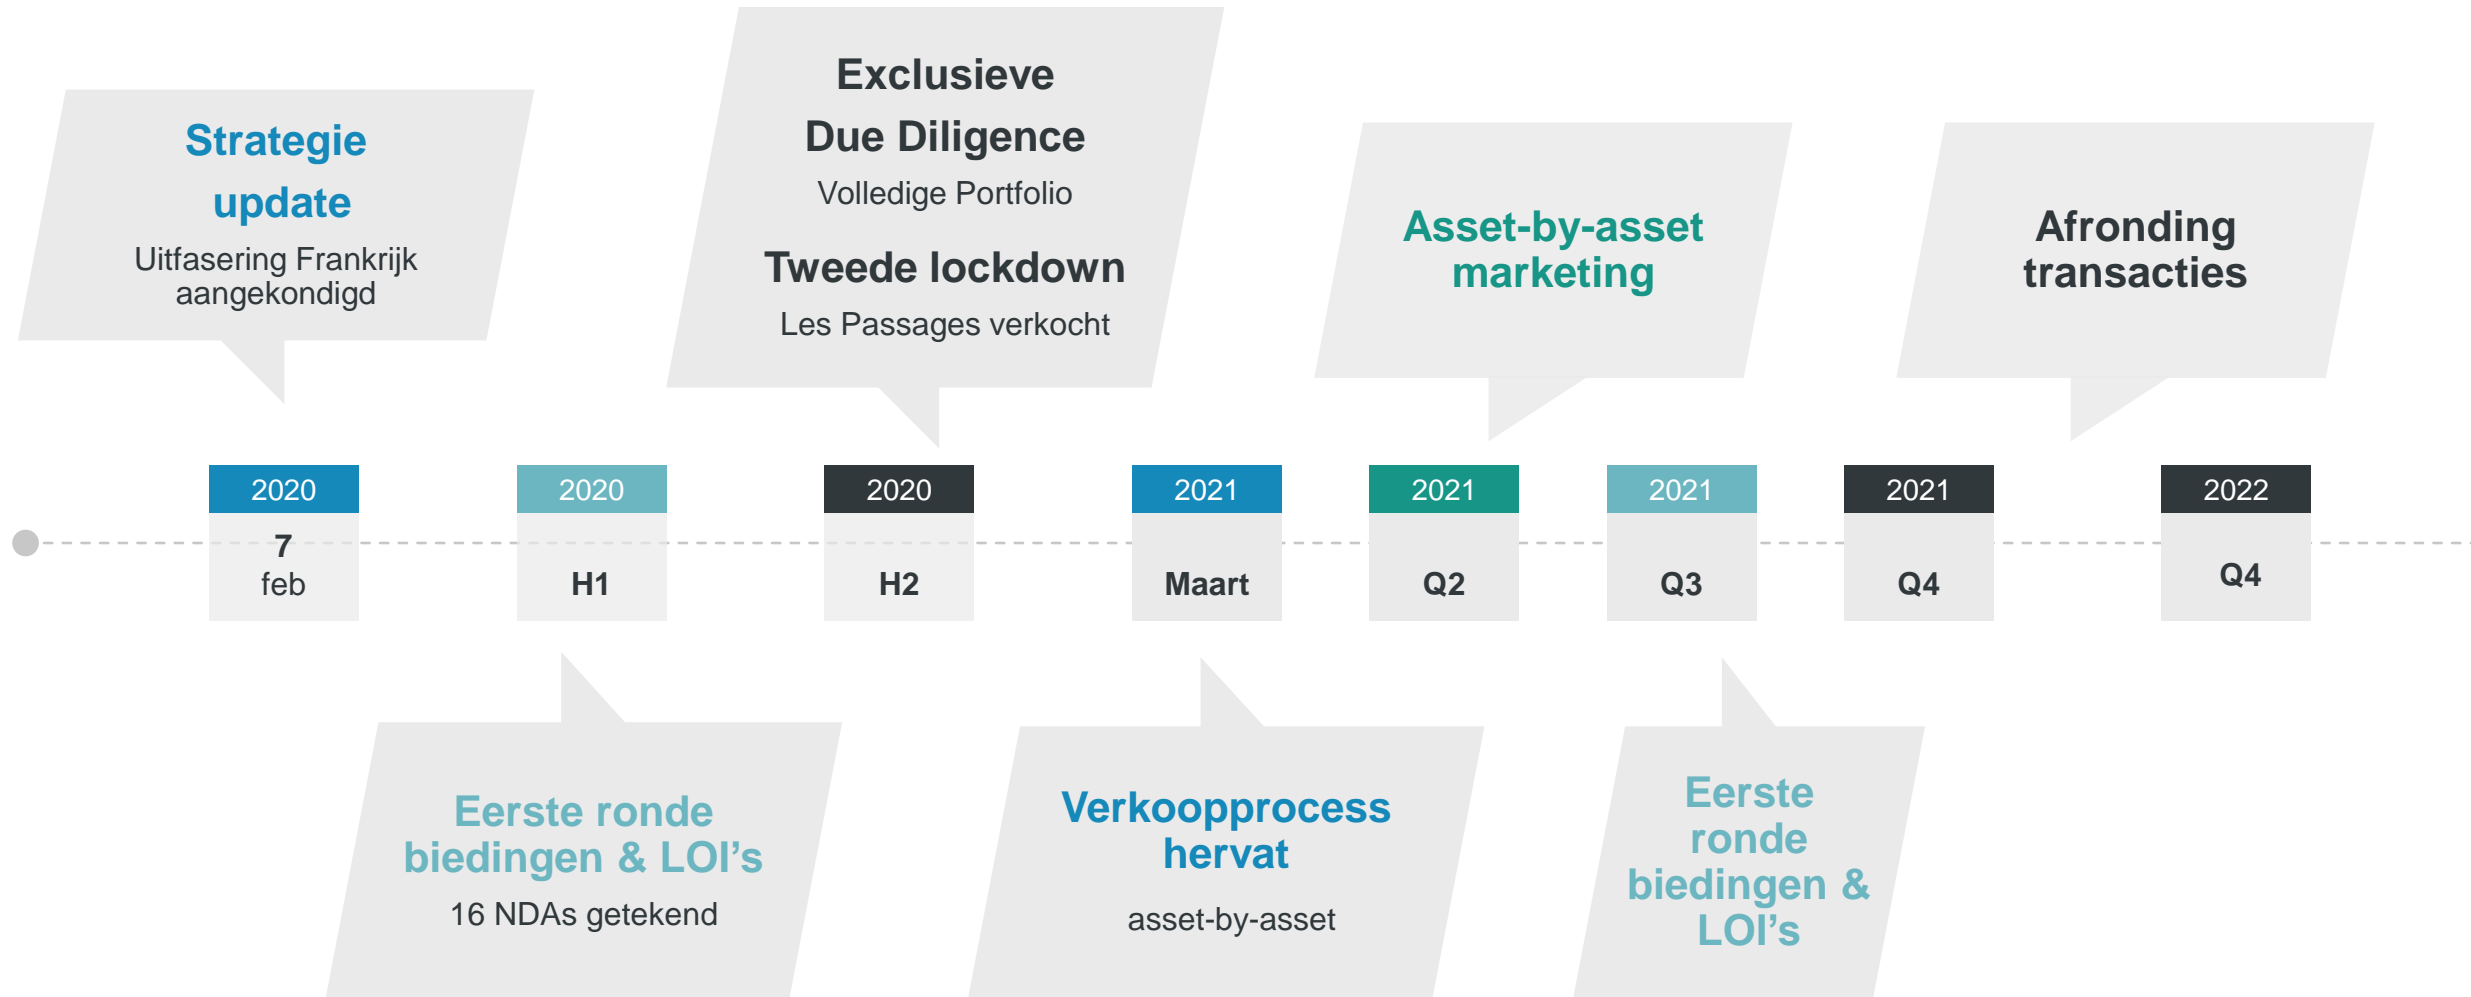 Strategie
update
Uitfasering Frankrijk
aangekondigd
Exclusieve
Due Diligence
Volledige Portfolio
Tweede lockdown
Les Passages verkocht
Asset-by-asset
marketing
Afronding
transacties
2020
7
feb
2020
H1
2020
H2
2021
Maart
2021
Q2
2021
Q3
2021
Q4
2022
Q4
Eerste ronde
biedingen & LOI’s
16 NDAs getekend
Verkoopprocess
hervat
asset-by-asset
Eerste
ronde
biedingen &
LOI’s